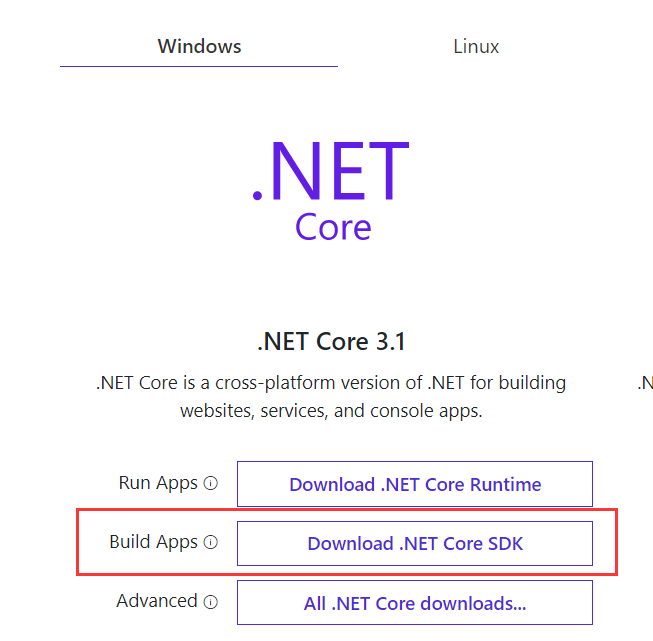 Windows
Linux
.NET
Core
.NET Core 3.1
.NET Core is a cross-platform version of .NET for building
.N
websites, services, and console apps.
Run Apps
Download .NET Core Runtime
Build Apps
Download .NET Core SDK
Advanced
All .NET Core downloads...